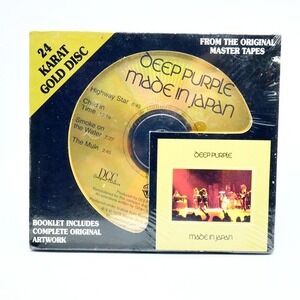 24
KARAT
GOLD DISC
FROM THE ORIGINAL
MASTER TAPES
DEEP PURPLE
MADE IN JAPAN
Highway Star
Child in
Time
Smoke on
the Water
The Mule
DCC
DEEP PURPLE
MADE IN JAPAN
BOOKLET INCLUDES
COMPLETE ORIGINAL
ARTWORK